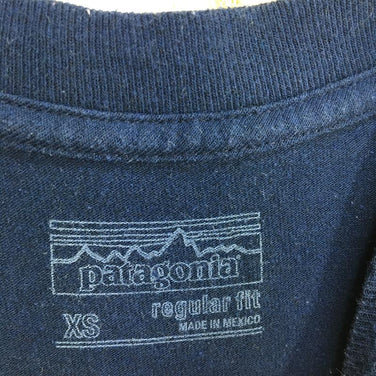 patagonia
XS regular fit
MADE IN MEXICO